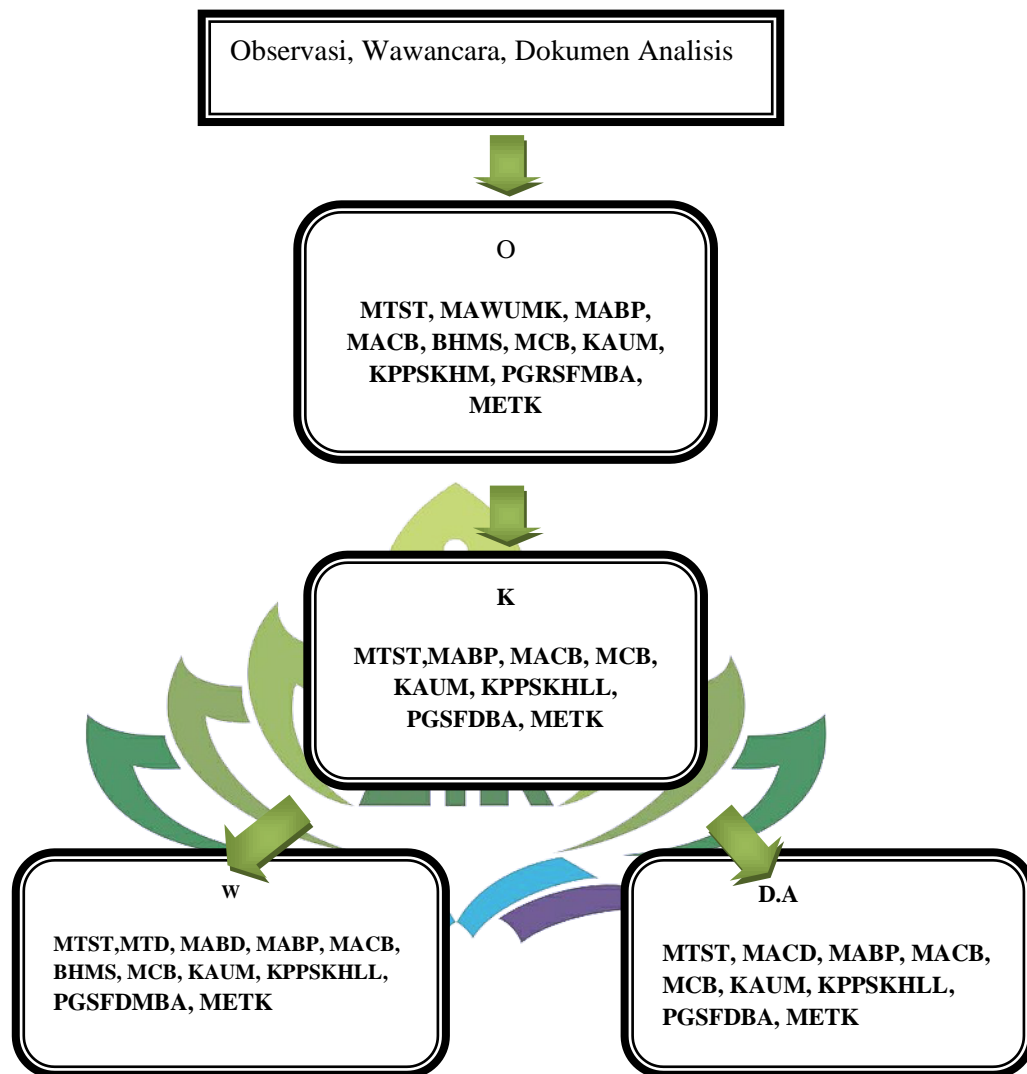 Observasi, Wawancara, Dokumen Analisis
O
MTST, MAWUMK, MABP,
MACB, BHMS, MCB, KAUM,
KPPSKHM, PGRSFMBA,
METK
K
MTST,MABP, MACB, MCB,
KAUM, KPPSKHLL,
PGSFDBA, METK
W
MTST,MTD, MABD, MABP, MACB,
BHMS, MCB, KAUM, KPPSKHLL,
PGSFDMBA, METK
D.A
MTST, MACD, MABP, MACB,
MCB, KAUM, KPPSKHLL,
PGSFDBA, METK